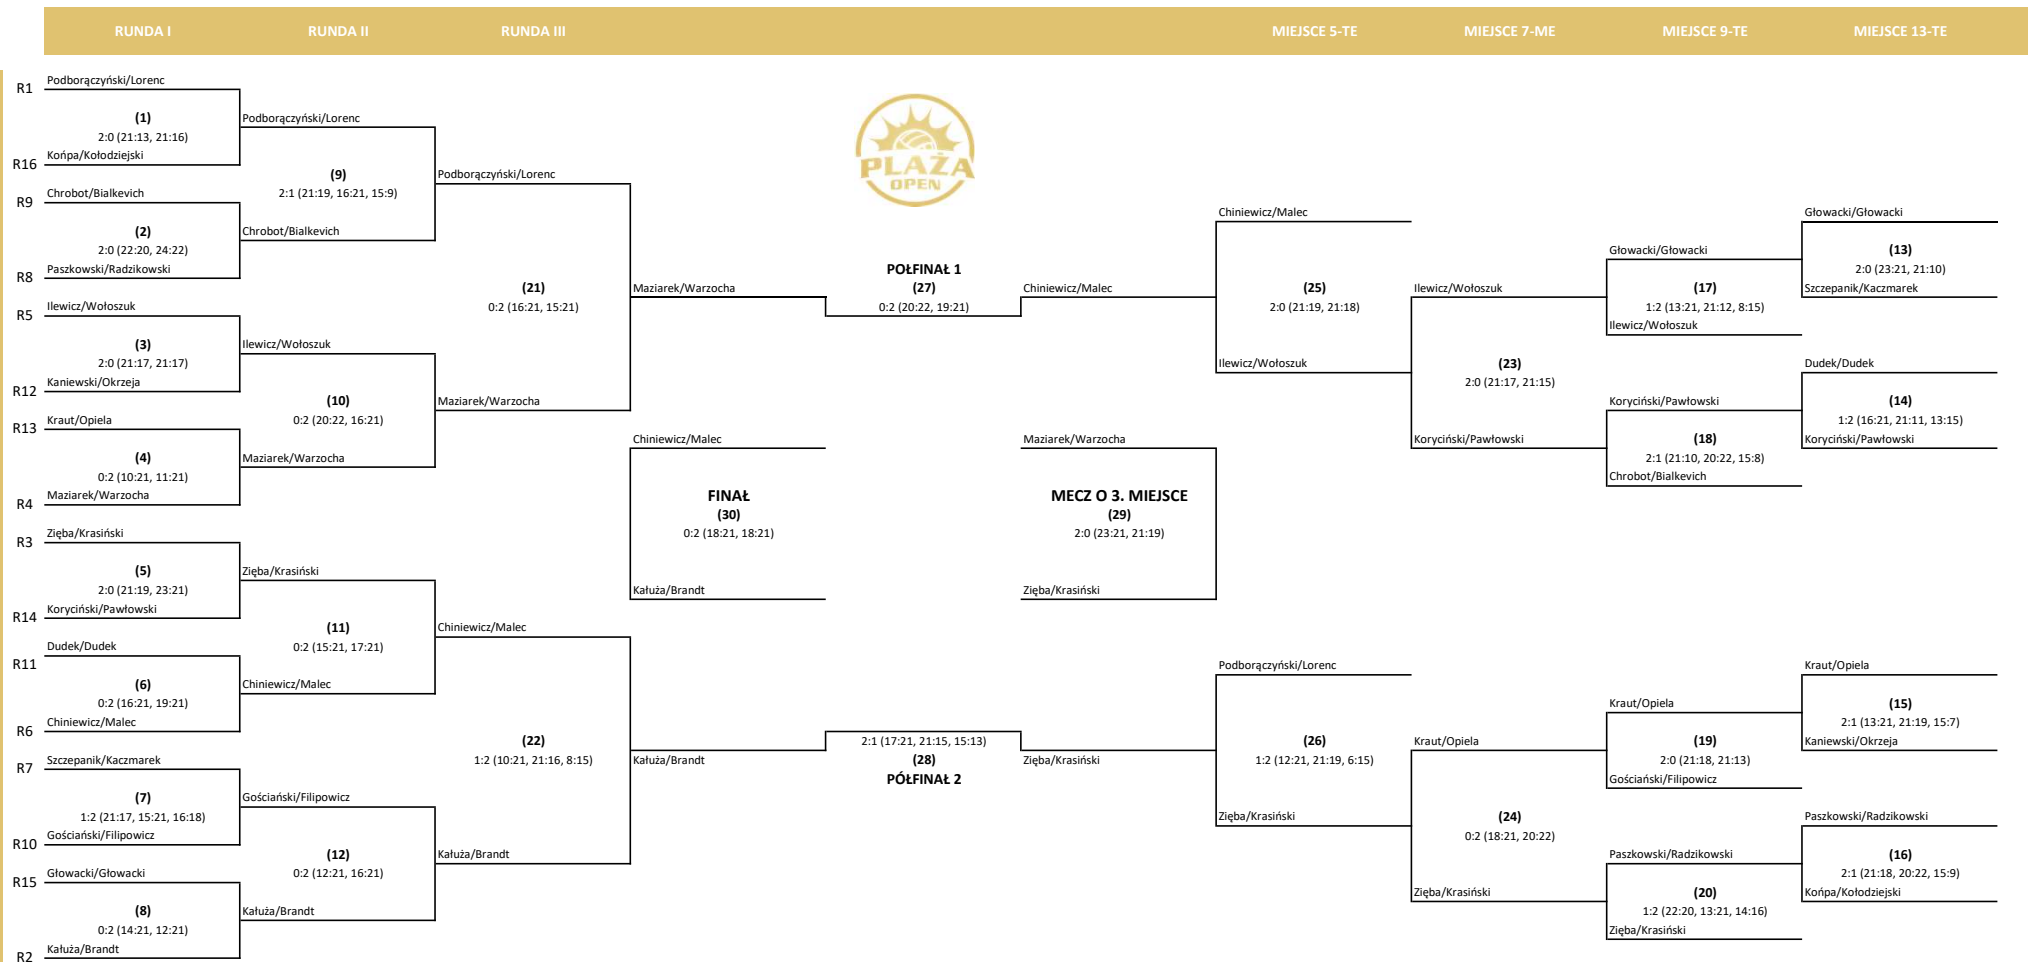 RUNDA I
RUNDA II
RUNDA III
MIEJSCE 5-TE
MIEJSCE 7-ME
MIEJSCE 9-TE
MIEJSCE 13-TE
R1
Podborączyński/Lorenc
(1)
2:0 (21:13, 21:16)
Końpa/Kołodziejski
R16
R9
Chrobot/Bialkevich
(2)
2:0 (22:20, 24:22)
Paszkowski/Radzikowski
R8
R5
Ilewicz/Wołoszuk
(3)
2:0 (21:17, 21:17)
Kaniewski/Okrzeja
R12
R13
Kraut/Opiela
(4)
0:2 (10:21, 11:21)
Maziarek/Warzocha
R4
R3
Zięba/Krasiński
(5)
2:0 (21:19, 23:21)
Koryciński/Pawłowski
R14
R11
Dudek/Dudek
(6)
0:2 (16:21, 19:21)
Chiniewicz/Malec
R6
R7
Szczepanik/Kaczmarek
(7)
1:2 (21:17, 15:21, 16:18)
Gościański/Filipowicz
R10
R15
Głowacki/Głowacki
(8)
0:2 (14:21, 12:21)
Kałuża/Brandt
R2
Podborączyński/Lorenc
(9)
2:1 (21:19, 16:21, 15:9)
Chrobot/Bialkevich
Ilewicz/Wołoszuk
(10)
0:2 (20:22, 16:21)
Maziarek/Warzocha
Zięba/Krasiński
(11)
0:2 (15:21, 17:21)
Chiniewicz/Malec
Gościański/Filipowicz
(12)
0:2 (12:21, 16:21)
Kałuża/Brandt
Podborączyński/Lorenc
(21)
0:2 (16:21, 15:21)
Maziarek/Warzocha
Chiniewicz/Malec
(22)
1:2 (10:21, 21:16, 8:15)
Kałuża/Brandt
Maziarek/Warzocha
Chiniewicz/Malec
FINAŁ
(30)
0:2 (18:21, 18:21)
Kałuża/Brandt
Kałuża/Brandt
PLAŻA
OPEN
POŁFINAŁ 1
(27)
0:2 (20:22, 19:21)
2:1 (17:21, 21:15, 15:13)
(28)
PÓŁFINAŁ 2
Chiniewicz/Malec
Maziarek/Warzocha
MECZ O 3. MIEJSCE
(29)
2:0 (23:21, 21:19)
Zięba/Krasiński
Zięba/Krasiński
Chiniewicz/Malec
(25)
2:0 (21:19, 21:18)
Ilewicz/Wołoszuk
Podborączyński/Lorenc
(26)
1:2 (12:21, 21:19, 6:15)
Zięba/Krasiński
Ilewicz/Wołoszuk
(23)
2:0 (21:17, 21:15)
Koryciński/Pawłowski
Kraut/Opiela
(24)
0:2 (18:21, 20:22)
Zięba/Krasiński
Głowacki/Głowacki
(17)
1:2 (13:21, 21:12, 8:15)
Ilewicz/Wołoszuk
Koryciński/Pawłowski
(18)
2:1 (21:10, 20:22, 15:8)
Chrobot/Bialkevich
Kraut/Opiela
(19)
2:0 (21:18, 21:13)
Gościański/Filipowicz
Paszkowski/Radzikowski
(20)
1:2 (22:20, 13:21, 14:16)
Zięba/Krasiński
Głowacki/Głowacki
(13)
2:0 (23:21, 21:10)
Szczepanik/Kaczmarek
Dudek/Dudek
(14)
1:2 (16:21, 21:11, 13:15)
Koryciński/Pawłowski
Kraut/Opiela
(15)
2:1 (13:21, 21:19, 15:7)
Kaniewski/Okrzeja
Paszkowski/Radzikowski
(16)
2:1 (21:18, 20:22, 15:9)
Końpa/Kołodziejski